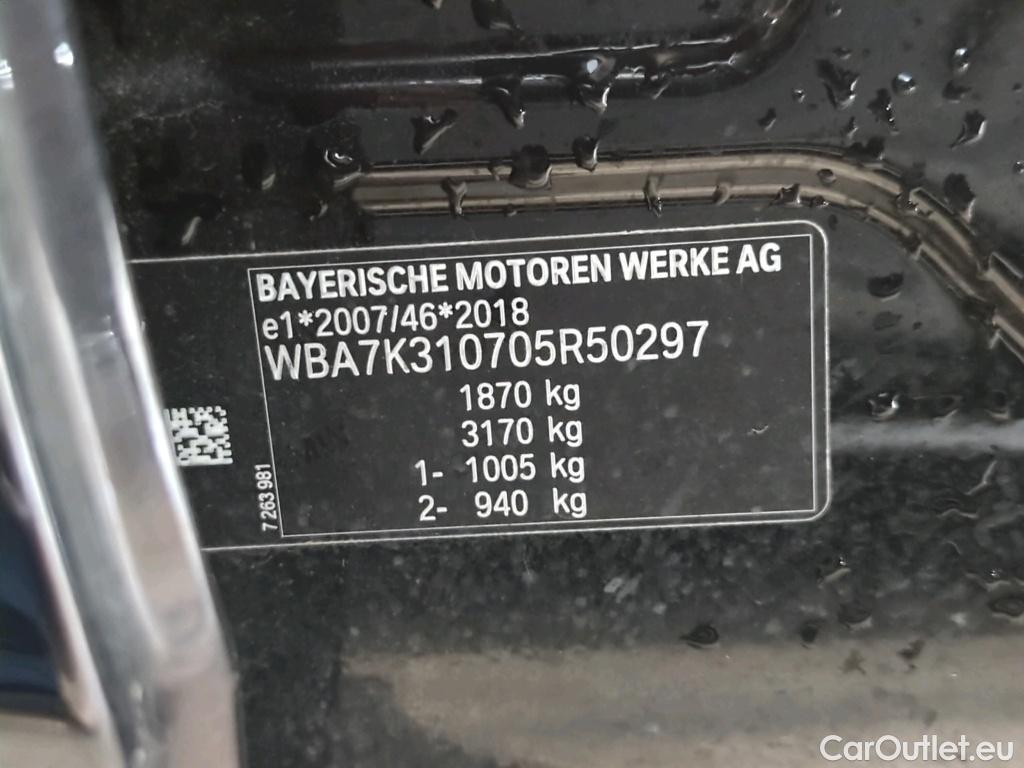 BAYERISCHE MOTOREN WERKE AG
e1*2007/46*2018
WBA7K310705R50297
1870 kg
3170 kg
1- 1005 kg
2- 940 kg
7 263 981
CarOutlet.eu